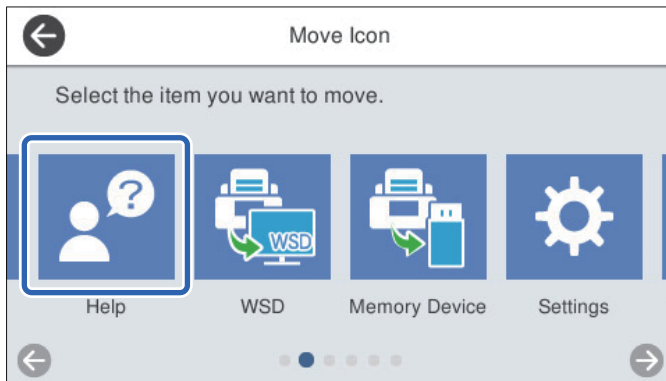 Move Icon
Select the item you want to move.
?
WSD
Help
WSD
Memory Device
Settings